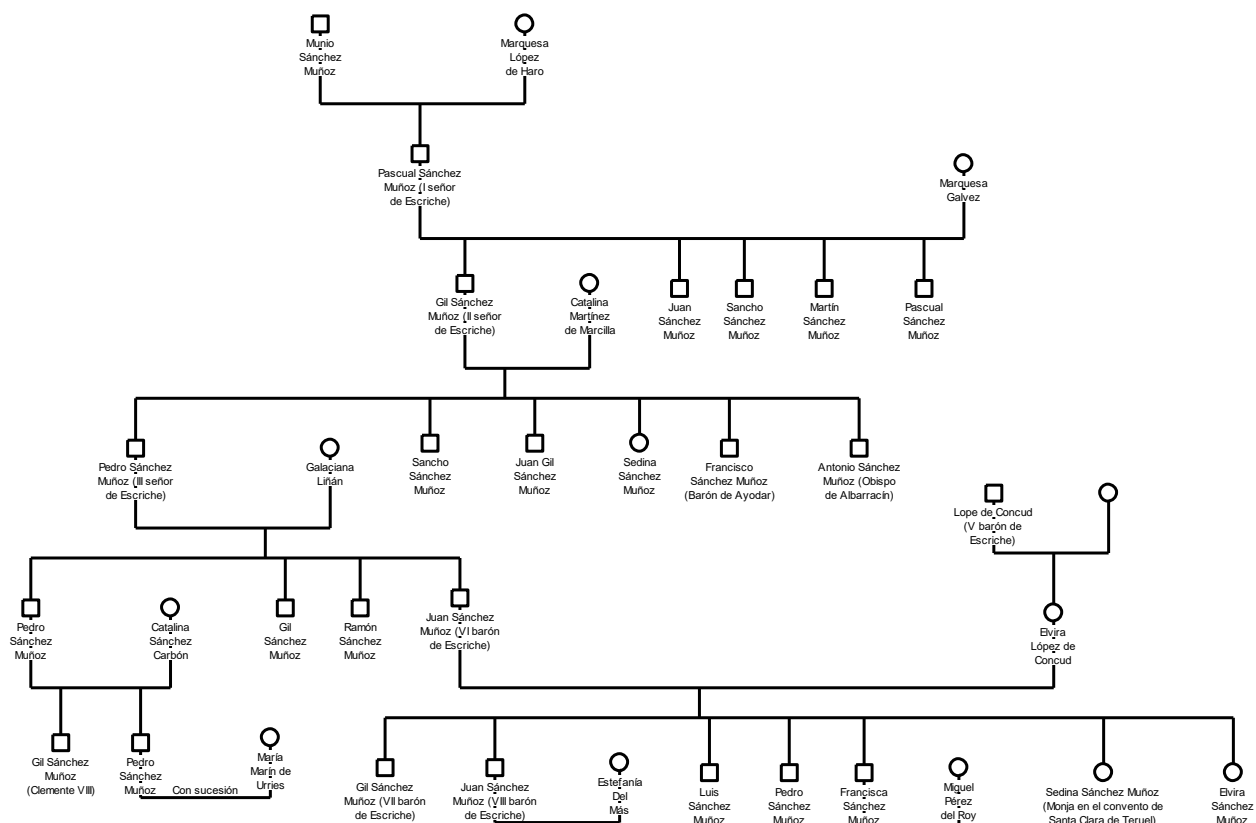 Munio
Sánchez
Muñoz
Marquesa
López
de Haro
Pascual Sánchez
Muñoz (I señor
de Escriche)
Marquesa
Galvez
Gil Sánchez
Muñoz (II señor
de Escriche)
Catalina
Martínez
de Marcilla
Juan
Sánchez
Muñoz
Sancho
Sánchez
Muñoz
Martín
Sánchez
Muñoz
Pascual
Sánchez
Muñoz
Pedro Sánchez
Muñoz (III señor
de Escriche)
Galaciana
Liñán
Sancho
Sánchez
Muñoz
Juan Gil
Sánchez
Muñoz
Sedina
Sánchez
Muñoz
Francisco
Sánchez Muñoz
(Barón de Ayodar)
Antonio Sánchez
Muñoz (Obispo
de Albarracín)
Lope de Concud
(V barón de
Escriche)
Pedro
Sánchez
Muñoz
Catalina
Sánchez
Carbón
Gil
Sánchez
Muñoz
Ramón
Sánchez
Muñoz
Juan Sánchez
Muñoz (VI barón
de Escriche)
Elvira
López de
Concud
Gil Sánchez
Muñoz
(Clemente VIII)
Pedro
Sánchez
Muñoz
Con sucesión
María
Marín de
Urries
Gil Sánchez
Muñoz (VII barón
de Escriche)
Juan Sánchez
Muñoz (VIII barón
de Escriche)
Estefanía
Del
Más
Luis
Sánchez
Muñoz
Pedro
Sánchez
Muñoz
Francisca
Sánchez
Muñoz
Miquel
Pérez
del Roy
Sedina Sánchez Muñoz
(Monja en el convento de
Santa Clara de Teruel)
Elvira
Sánchez
Muñoz